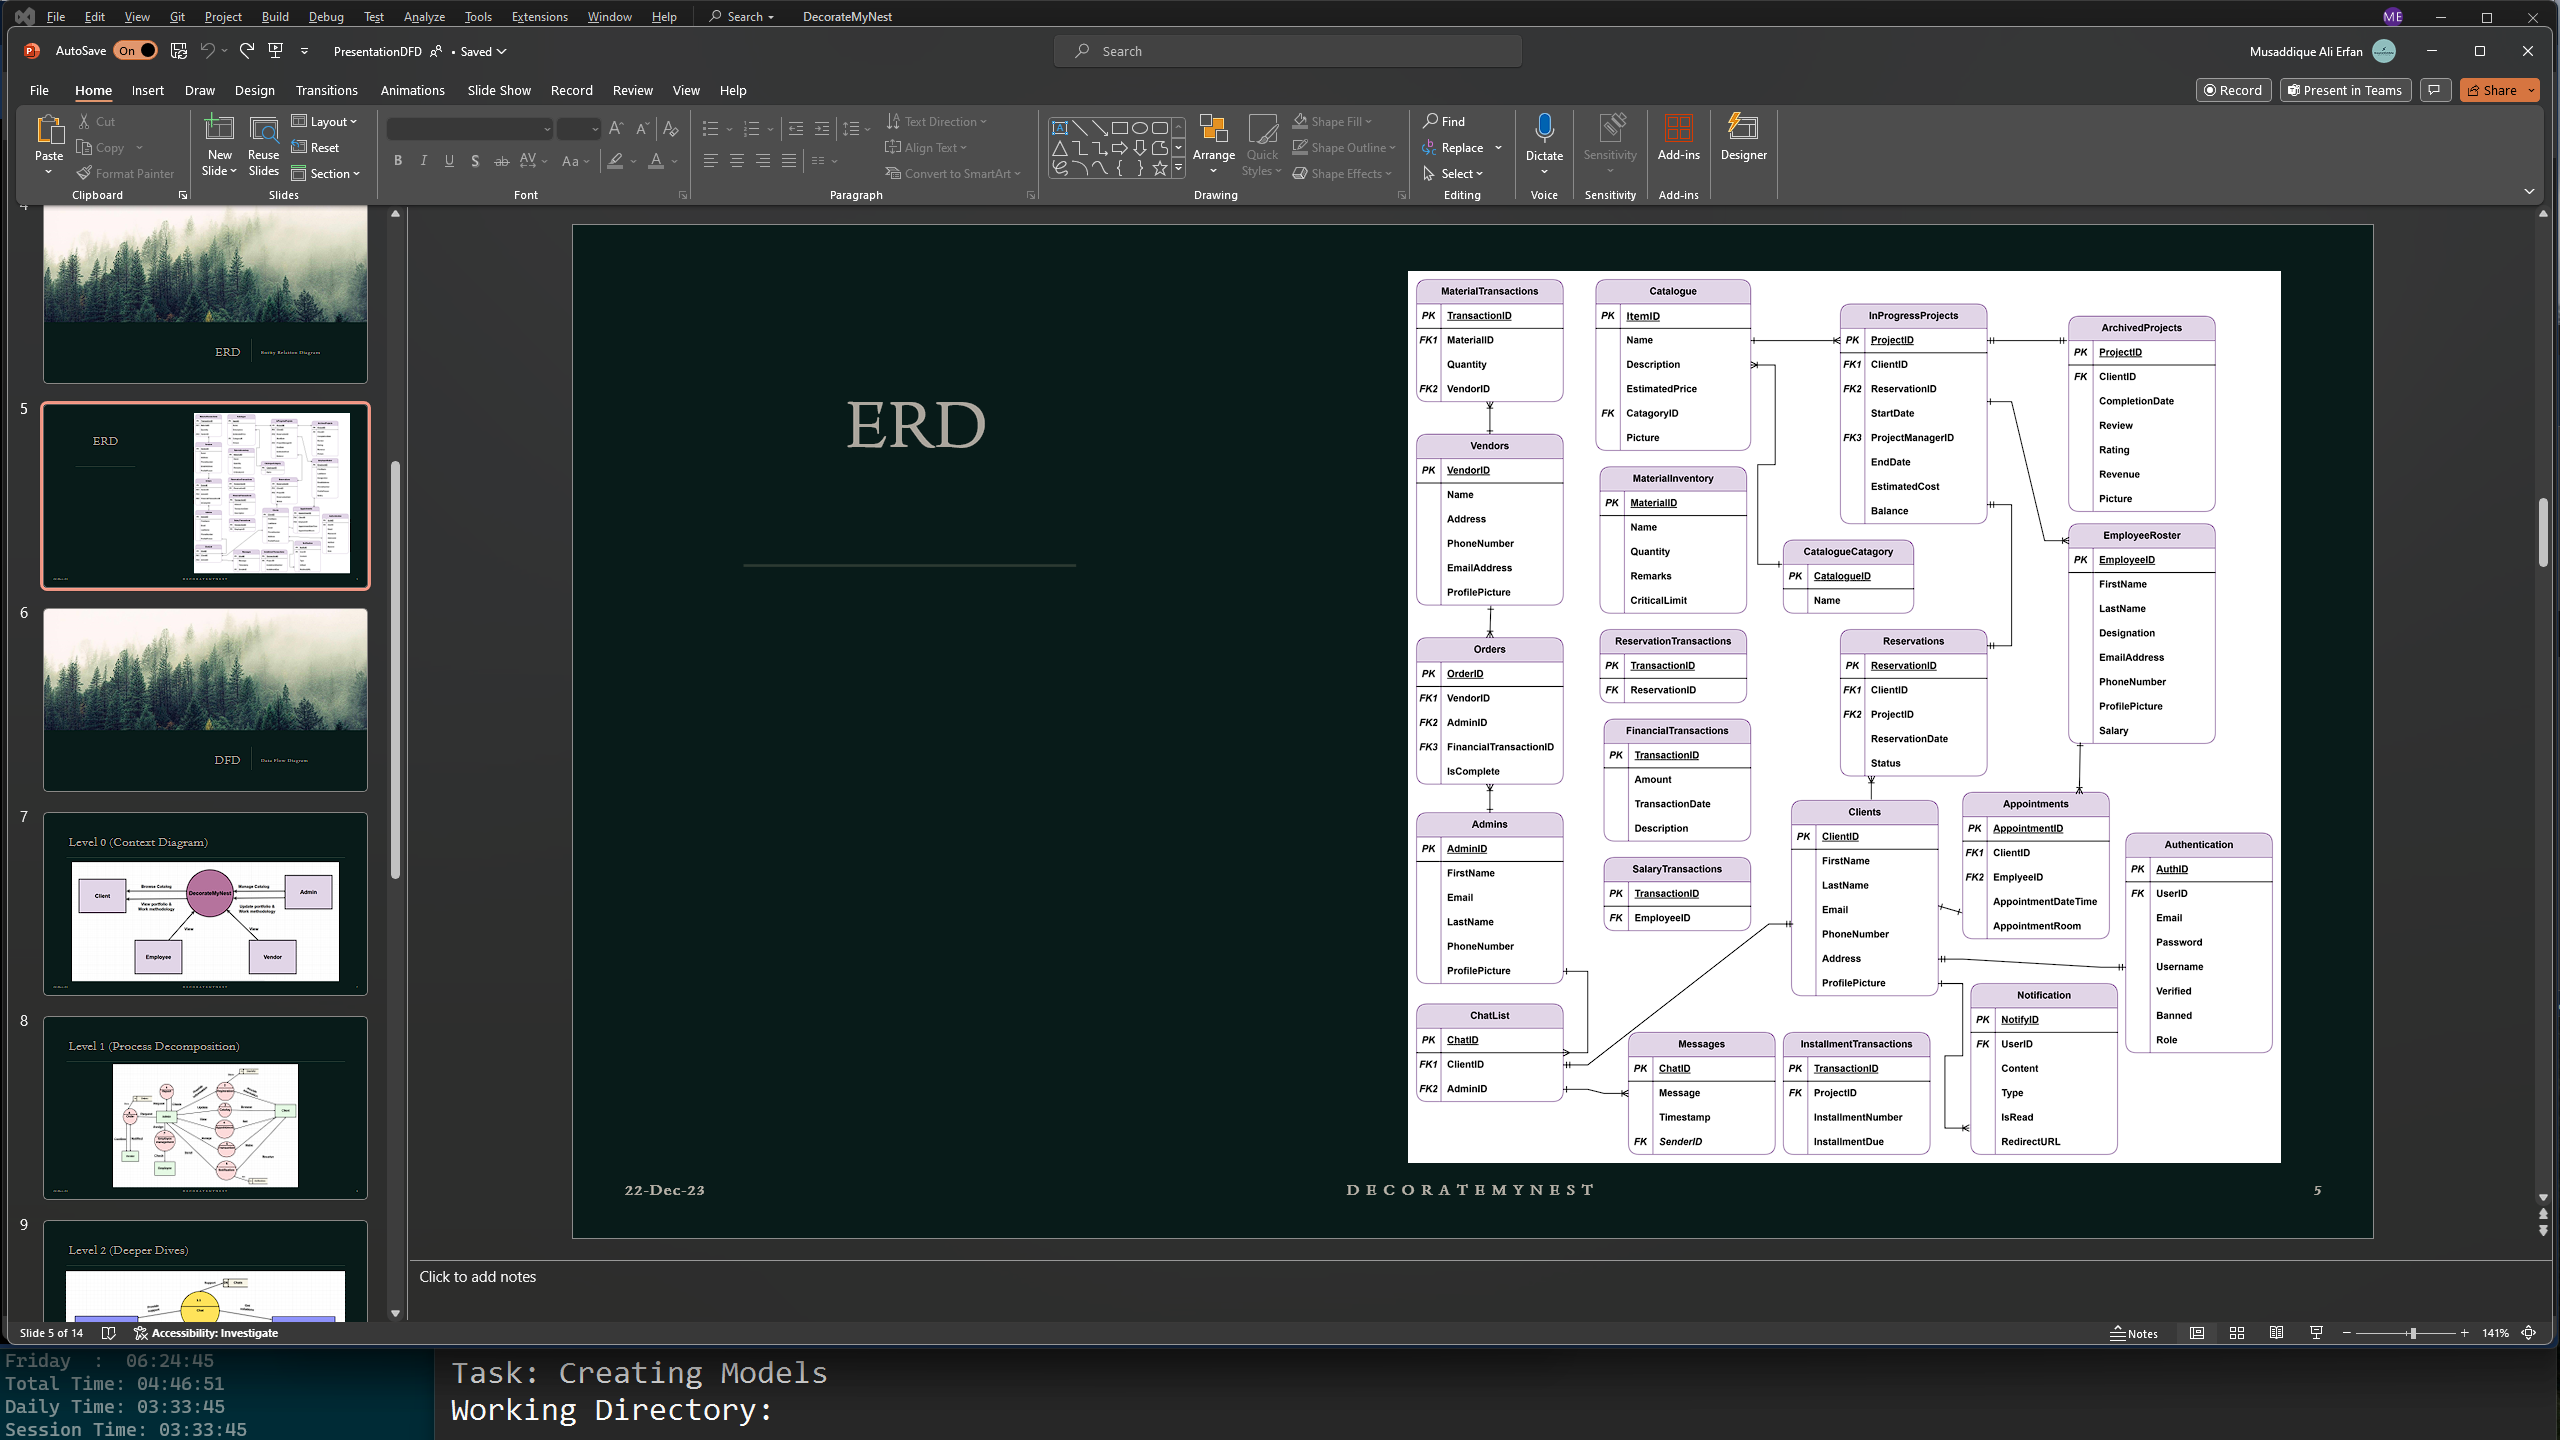 File Edit View Git Project Build Debug Test Analyze Tools Extensions Window Help Search DecorateMyNest ME
AutoSave On PresentationDFD • Saved Search Musaddique Ali Erfan
File Home Insert Draw Design Transitions Animations Slide Show Record Review View Help Record Present in Teams Share
Paste
Cut
Copy
Format Painter
Clipboard
New Slide
Reuse Slides
Layout
Reset
Section
Slides
Font
Text Direction
Align Text
Convert to SmartArt
Paragraph
Arrange
Quick Styles
Shape Fill
Shape Outline
Shape Effects
Drawing
Find
Replace
Select
Editing
Dictate
Voice
Sensitivity
Sensitivity
Add-ins
Add-ins
Designer
4
ERD Entity Relation Diagram
5
ERD
6
DFD Data Flow Diagram
7
Level 0 (Context Diagram)
Client
Browse Catalog
View portfolio & Work methodology
DecorateMyNest
Manage Catalog
Update portfolio & Work methodology
Admin
View
View
Employee
Vendor
8
Level 1 (Process Decomposition)
9
Level 2 (Deeper Dives)
ERD
MaterialTransactions
PK TransactionID
FK1 MaterialID
Quantity
FK2 VendorID
Vendors
PK VendorID
Name
Address
PhoneNumber
EmailAddress
ProfilePicture
Orders
PK OrderID
FK1 VendorID
FK2 AdminID
FK3 FinancialTransactionID
IsComplete
Admins
PK AdminID
FirstName
Email
LastName
PhoneNumber
ProfilePicture
ChatList
PK ChatID
FK1 ClientID
FK2 AdminID
Catalogue
PK ItemID
Name
Description
EstimatedPrice
FK CatagoryID
Picture
MaterialInventory
PK MaterialID
Name
Quantity
Remarks
CriticalLimit
ReservationTransactions
PK TransactionID
FK ReservationID
FinancialTransactions
PK TransactionID
Amount
TransactionDate
Description
SalaryTransactions
PK TransactionID
FK EmployeeID
Messages
PK ChatID
Message
Timestamp
FK SenderID
InProgressProjects
PK ProjectID
FK1 ClientID
FK2 ReservationID
StartDate
FK3 ProjectManagerID
EndDate
EstimatedCost
Balance
CatalogueCatagory
PK CatalogueID
Name
Reservations
PK ReservationID
FK1 ClientID
FK2 ProjectID
ReservationDate
Status
Clients
PK ClientID
FirstName
LastName
Email
PhoneNumber
Address
ProfilePicture
InstallmentTransactions
PK TransactionID
FK ProjectID
InstallmentNumber
InstallmentDue
ArchivedProjects
PK ProjectID
FK ClientID
CompletionDate
Review
Rating
Revenue
Picture
EmployeeRoster
PK EmployeeID
FirstName
LastName
Designation
EmailAddress
PhoneNumber
ProfilePicture
Salary
Appointments
PK AppointmentID
FK1 ClientID
FK2 EmplyeeID
AppointmentDateTime
AppointmentRoom
Notification
PK NotifyID
FK UserID
Content
Type
IsRead
RedirectURL
Authentication
PK AuthID
FK UserID
Email
Password
Username
Verified
Banned
Role
22-Dec-23 DECORATEMYNEST 5
Click to add notes
Slide 5 of 14 Accessibility: Investigate Notes 141%
Friday : 06:24:45
Total Time: 04:46:51
Daily Time: 03:33:45
Session Time: 03:33:45
Task: Creating Models
Working Directory: